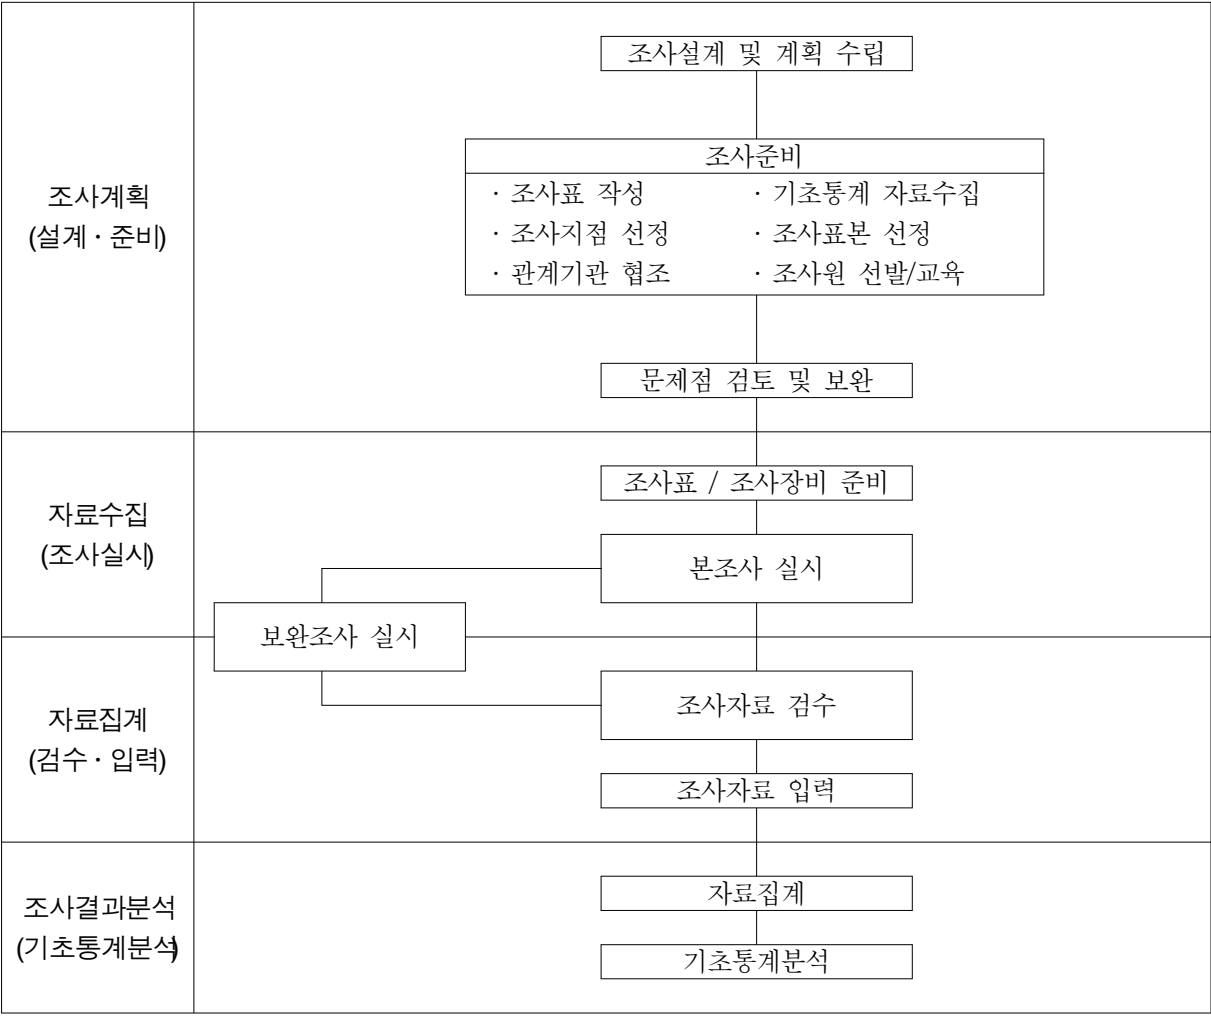 조사계획
(설계 · 준비)
조사설계 및 계획 수립
조사준비
· 조사표 작성
· 기초통계 자료수집
· 조사지점 선정
· 조사표본 선정
· 관계기관 협조
· 조사원 선발/교육
문제점 검토 및 보완
자료수집
(조사실시)
조사표 / 조사장비 준비
본조사 실시
보완조사 실시
자료집계
(검수 · 입력)
조사자료 검수
조사자료 입력
조사결과분석
(기초통계분석)
자료집계
기초통계분석